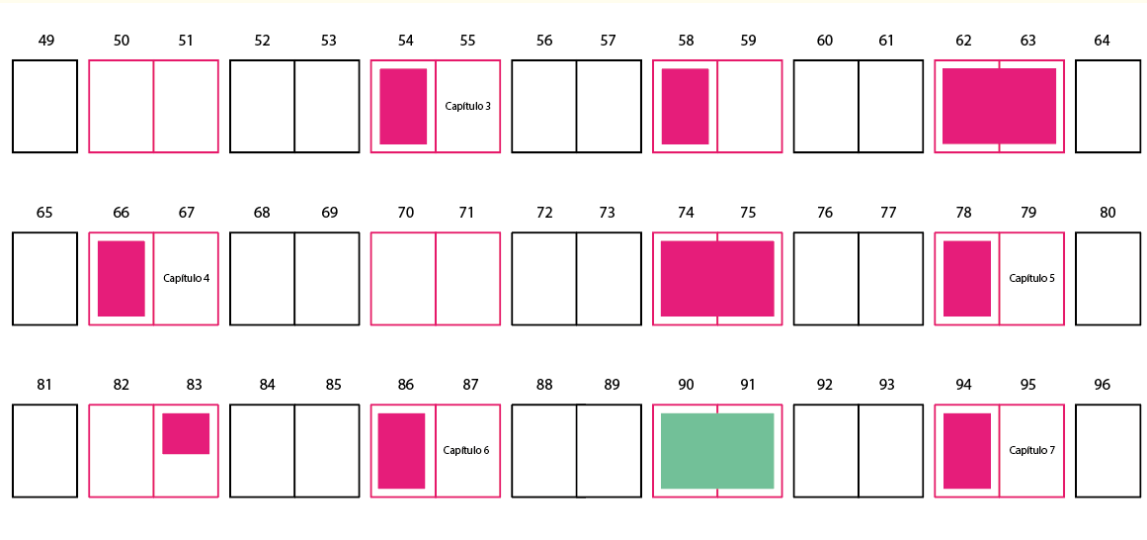 49 50 51 52 53 54 55 56 57 58 59 60 61 62 63 64
Capítulo 3
65 66 67 68 69 70 71 72 73 74 75 76 77 78 79 80
Capítulo 4 Capítulo 5
81 82 83 84 85 86 87 88 89 90 91 92 93 94 95 96
Capítulo 6 Capítulo 7